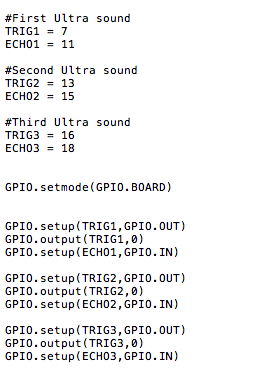 #First Ultra sound
TRIG1 = 7
ECHO1 = 11
#Second Ultra sound
TRIG2 = 13
ECHO2 = 15
#Third Ultra sound
TRIG3 = 16
ECHO3 = 18
GPIO.setmode(GPIO.BOARD)
GPIO.setup(TRIG1,GPIO.OUT)
GPIO.output(TRIG1,0)
GPIO.setup(ECHO1,GPIO.IN)
GPIO.setup(TRIG2,GPIO.OUT)
GPIO.output(TRIG2,0)
GPIO.setup(ECHO2,GPIO.IN)
GPIO.setup(TRIG3,GPIO.OUT)
GPIO.output(TRIG3,0)
GPIO.setup(ECHO3,GPIO.IN)